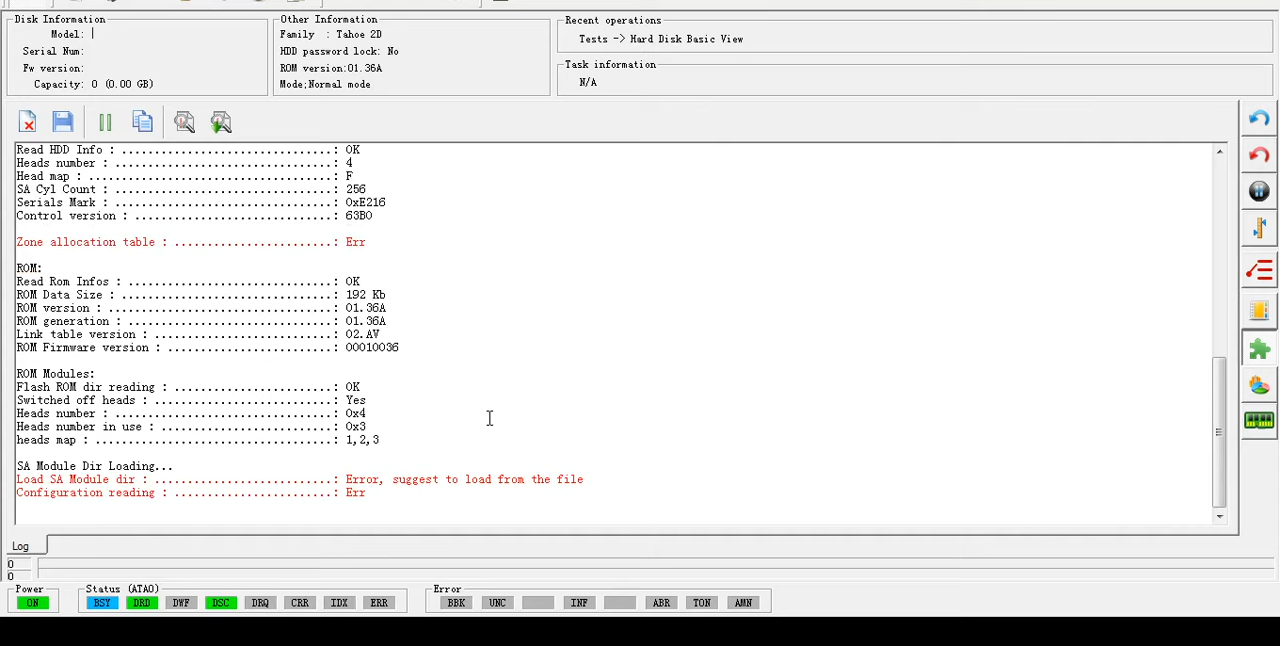 Disk Information
Model:
Serial Num:
Fw version:
Capacity: 0 (0.00 GB)
Other Information
Family : Tahoe 2D
HDD password lock: No
ROM version:01.36A
Mode;Normal mode
Recent operations
Tests -> Hard Disk Basic View
Task information
N/A
Read HDD Info : ................................: OK
Heads number : .................................: 4
Head map : .....................................: F
SA Cyl Count : .................................: 256
Serials Mark : .................................: 0xE216
Control version : ..............................: 63B0
Zone allocation table : ........................: Err
ROM:
Read Rom Infos : ...............................: OK
ROM Data Size : ................................: 192 Kb
ROM version : ..................................: 01.36A
ROM generation : ...............................: 01.36A
Link table version : ...........................: 02.AV
ROM Firmware version : .........................: 00010036
ROM Modules:
Flash ROM dir reading : ........................: OK
Switched off heads : ...........................: Yes
Heads number : .................................: 0x4
Heads number in use : ..........................: 0x3
heads map : ....................................: 1,2,3
SA Module Dir Loading...
Load SA Module dir : ...........................: Error, suggest to load from the file
Configuration reading : ........................: Err
Log
0
0
Power
ON
Status (ATA0)
BSY DRD DWF DSC DRQ CRR IDX ERR
Error
BBK UNC INF ABR TON AMN